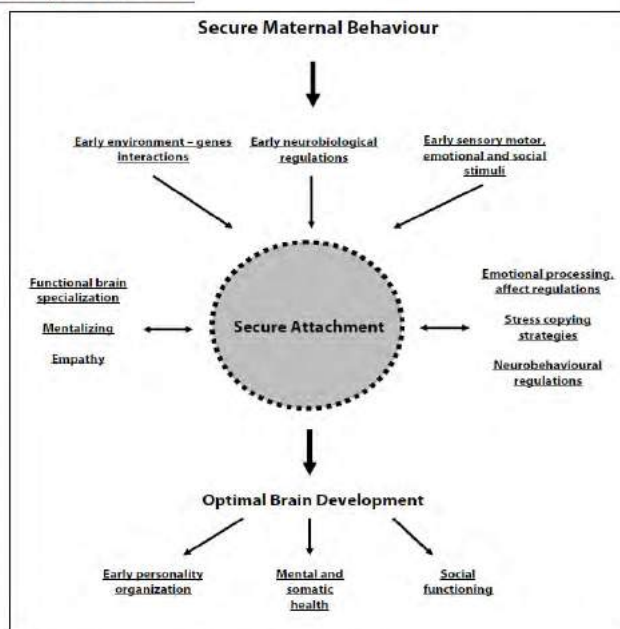 Secure Maternal Behaviour
Early environment – genes
interactions
Early neurobiological
regulations
Early sensory motor,
emotional and social
stimuli
Functional brain
specialization
Mentalizing
Empathy
Secure Attachment
Emotional processing,
affect regulations
Stress copying
strategies
Neurobehavioural
regulations
Optimal Brain Development
Early personality
organization
Mental and
somatic
health
Social
functioning